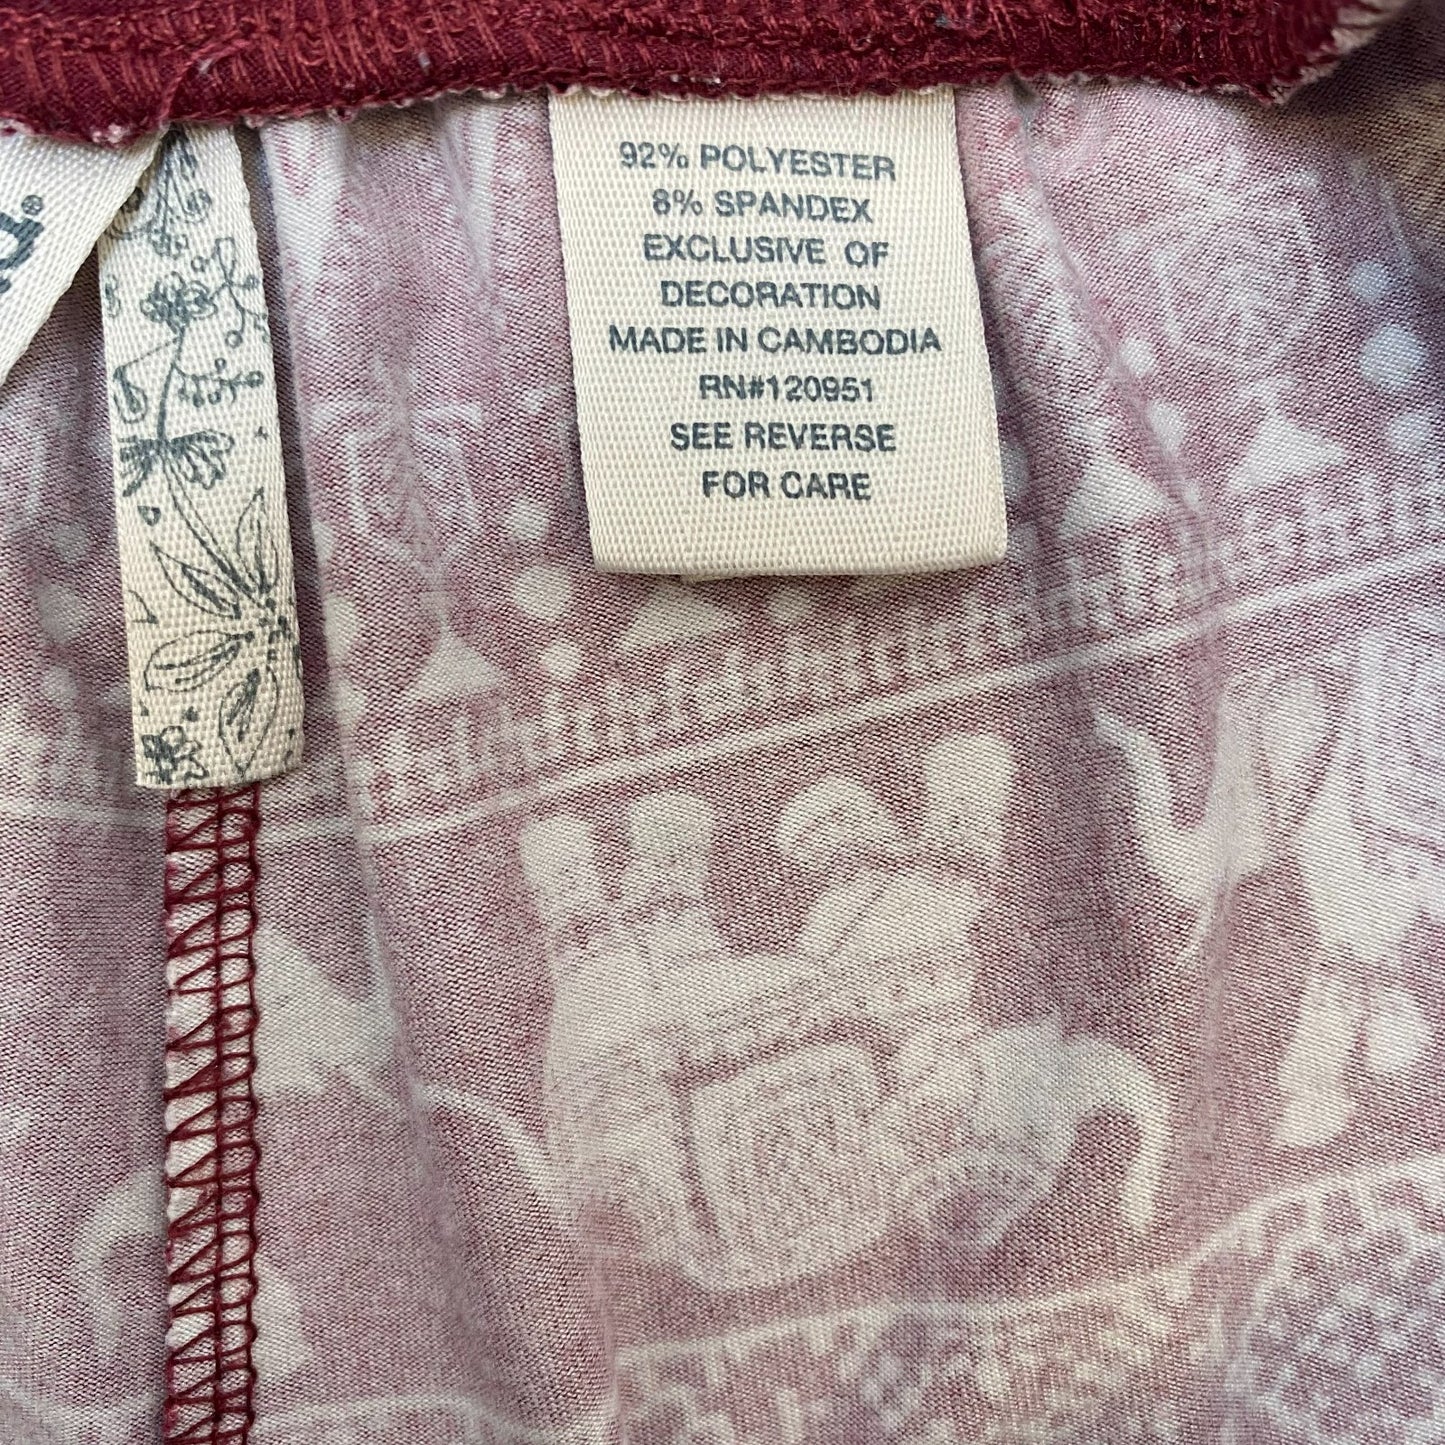 92% POLYESTER
8% SPANDEX
EXCLUSIVE OF
DECORATION
MADE IN CAMBODIA
RN#120951
SEE REVERSE
FOR CARE